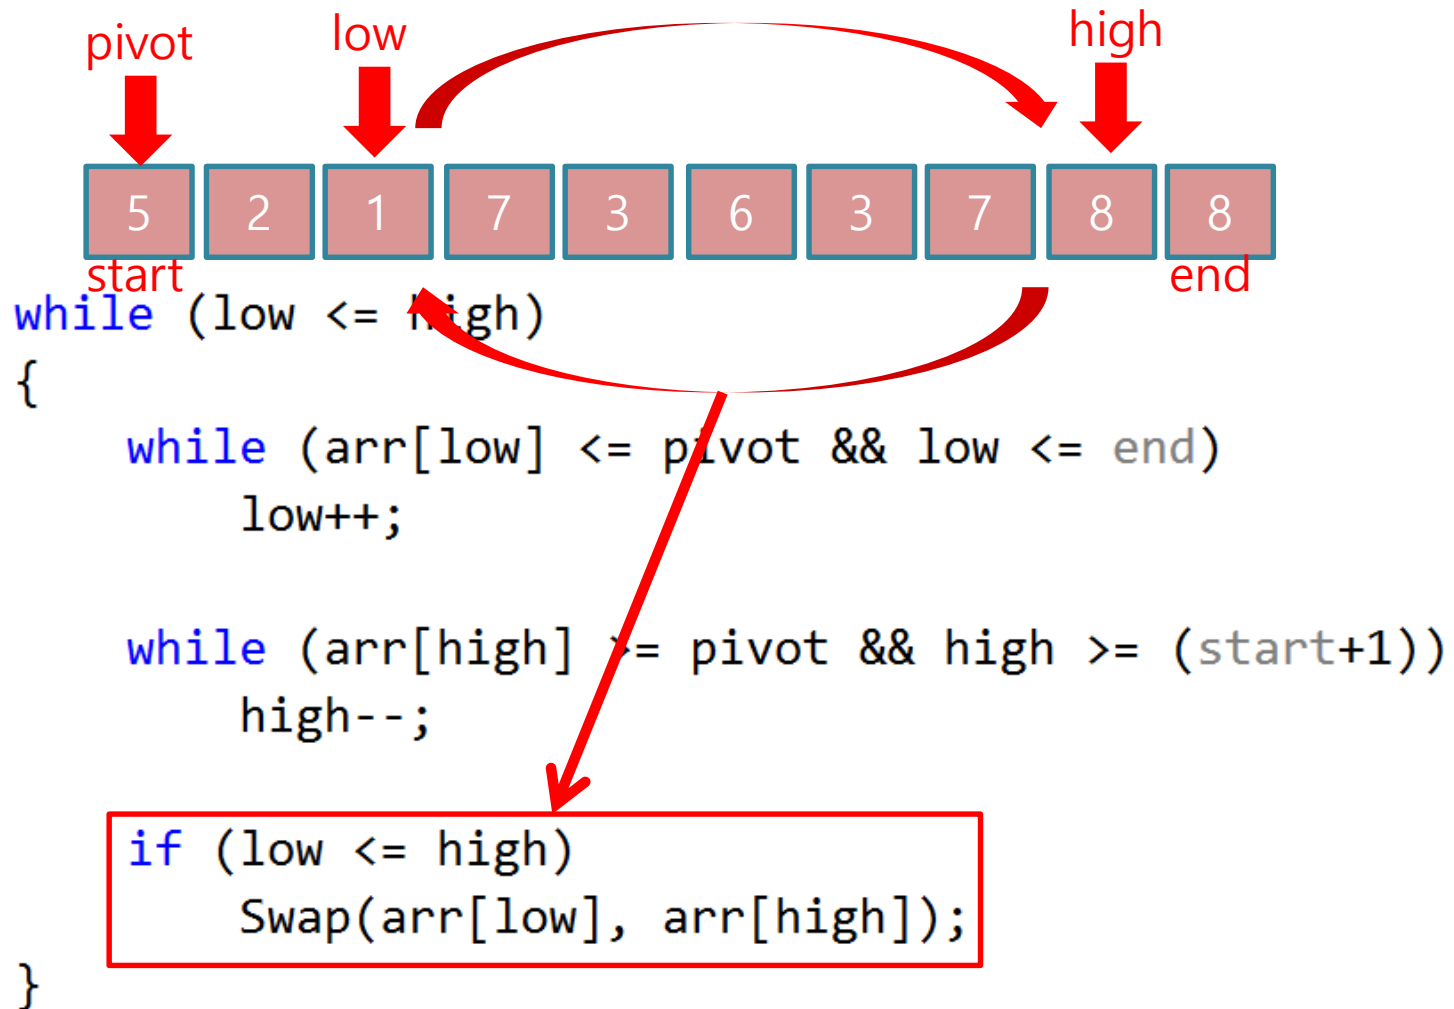 pivot low high
5 2 1 7 3 6 3 7 8 8
start end
while (low <= high)
{
while (arr[low] <= pivot && low <= end)
low++;
while (arr[high] >= pivot && high >= (start+1))
high--;
if (low <= high)
Swap(arr[low], arr[high]);
}